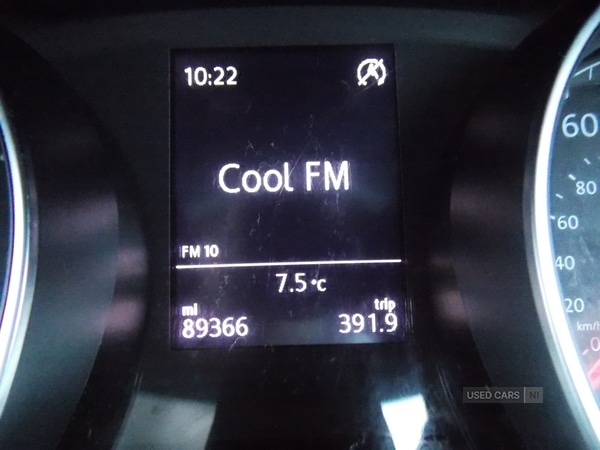 10:22
Cool FM
FM 10
7.5°C
mi
trip
89366
391.9
60
80
60
40
20
km/h
0
USED CARS NI